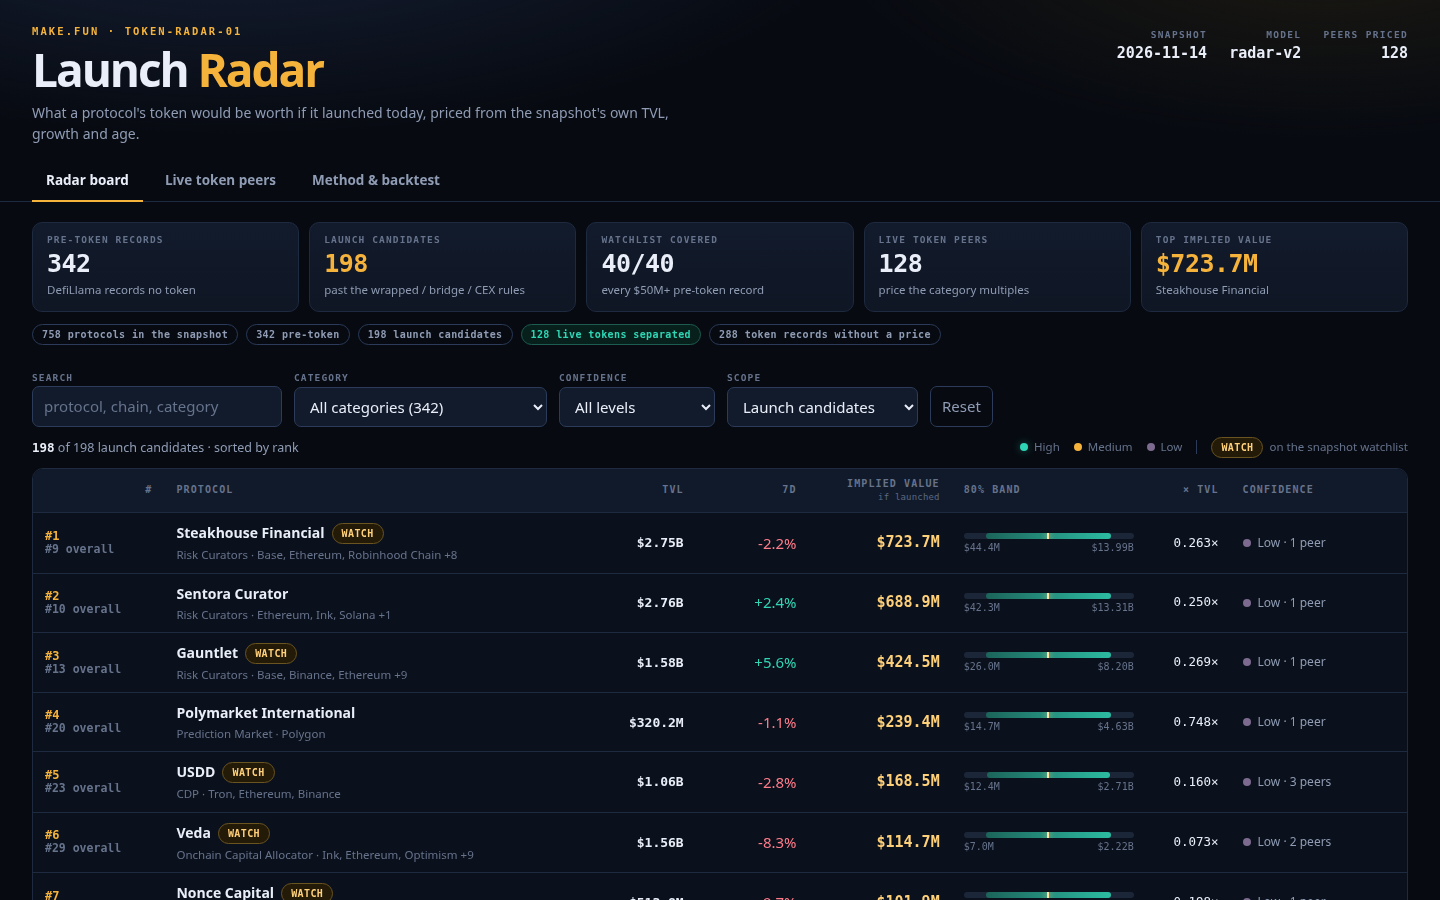 MAKE.FUN · TOKEN-RADAR-01
Launch Radar
What a protocol's token would be worth if it launched today, priced from the snapshot's own TVL,
growth and age.
SNAPSHOT
2026-11-14
MODEL
radar-v2
PEERS PRICED
128
Radar board
Live token peers
Method & backtest
PRE-TOKEN RECORDS
342
DefiLlama records no token
LAUNCH CANDIDATES
198
past the wrapped / bridge / CEX rules
WATCHLIST COVERED
40/40
every $50M+ pre-token record
LIVE TOKEN PEERS
128
price the category multiples
TOP IMPLIED VALUE
$723.7M
Steakhouse Financial
758 protocols in the snapshot
342 pre-token
198 launch candidates
128 live tokens separated
288 token records without a price
SEARCH
protocol, chain, category
CATEGORY
All categories (342)
CONFIDENCE
All levels
SCOPE
Launch candidates
Reset
198 of 198 launch candidates · sorted by rank
High
Medium
Low
WATCH on the snapshot watchlist
# PROTOCOL TVL 7D IMPLIED VALUE 80% BAND × TVL CONFIDENCE
if launched
#1
#9 overall
Steakhouse Financial WATCH
Risk Curators · Base, Ethereum, Robinhood Chain +8
$2.75B
-2.2%
$723.7M
$44.4M $13.99B
0.263×
Low · 1 peer
#2
#10 overall
Sentora Curator
Risk Curators · Ethereum, Ink, Solana +1
$2.76B
+2.4%
$688.9M
$42.3M $13.31B
0.250×
Low · 1 peer
#3
#13 overall
Gauntlet WATCH
Risk Curators · Base, Binance, Ethereum +9
$1.58B
+5.6%
$424.5M
$26.0M $8.20B
0.269×
Low · 1 peer
#4
#20 overall
Polymarket International
Prediction Market · Polygon
$320.2M
-1.1%
$239.4M
$14.7M $4.63B
0.748×
Low · 1 peer
#5
#23 overall
USDD WATCH
CDP · Tron, Ethereum, Binance
$1.06B
-2.8%
$168.5M
$12.4M $2.71B
0.160×
Low · 3 peers
#6
#29 overall
Veda WATCH
Onchain Capital Allocator · Ink, Ethereum, Optimism +9
$1.56B
-8.3%
$114.7M
$7.0M $2.22B
0.073×
Low · 2 peers
#7
Nonce Capital WATCH